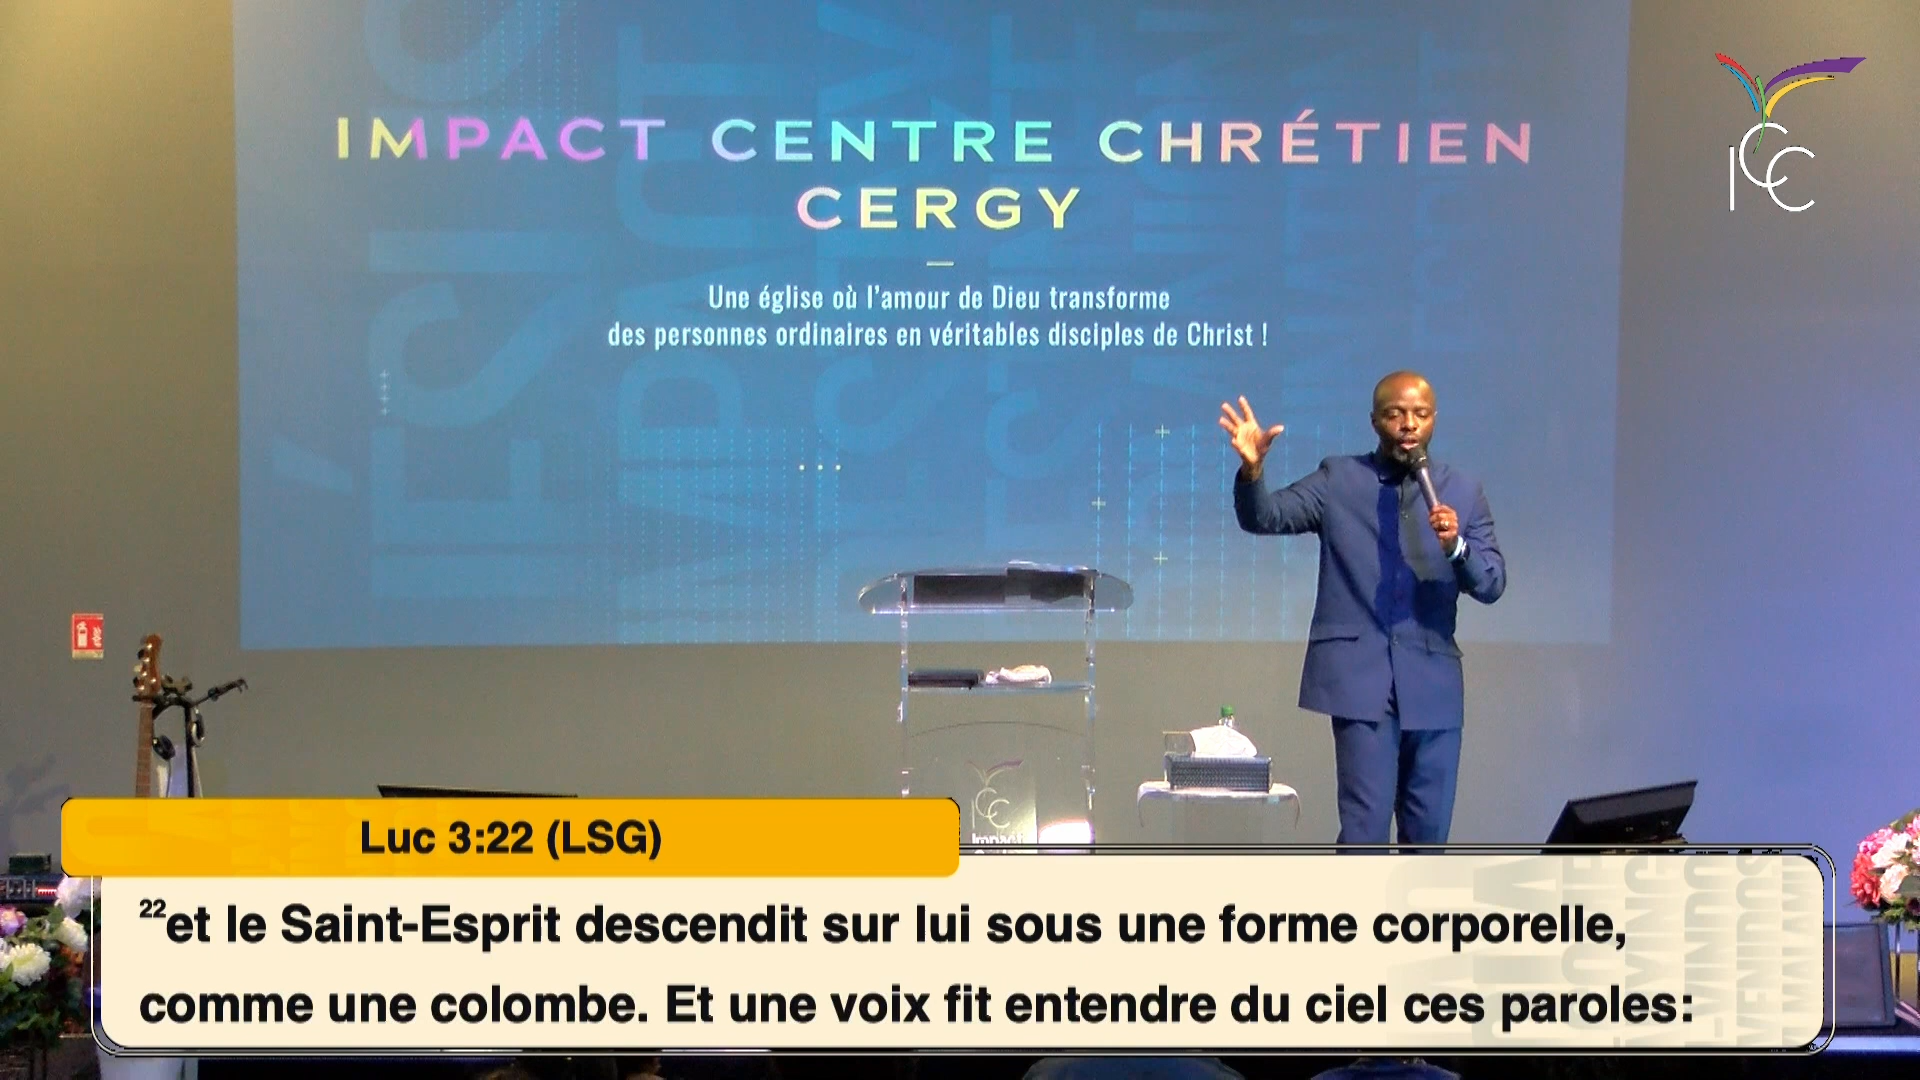 IMPACT CENTRE CHRÉTIEN
CERGY
Une église où l'amour de Dieu transforme
des personnes ordinaires en véritables disciples de Christ !
ICC
ICC
Impact
Luc 3:22 (LSG)
22et le Saint-Esprit descendit sur lui sous une forme corporelle,
comme une colombe. Et une voix fit entendre du ciel ces paroles: